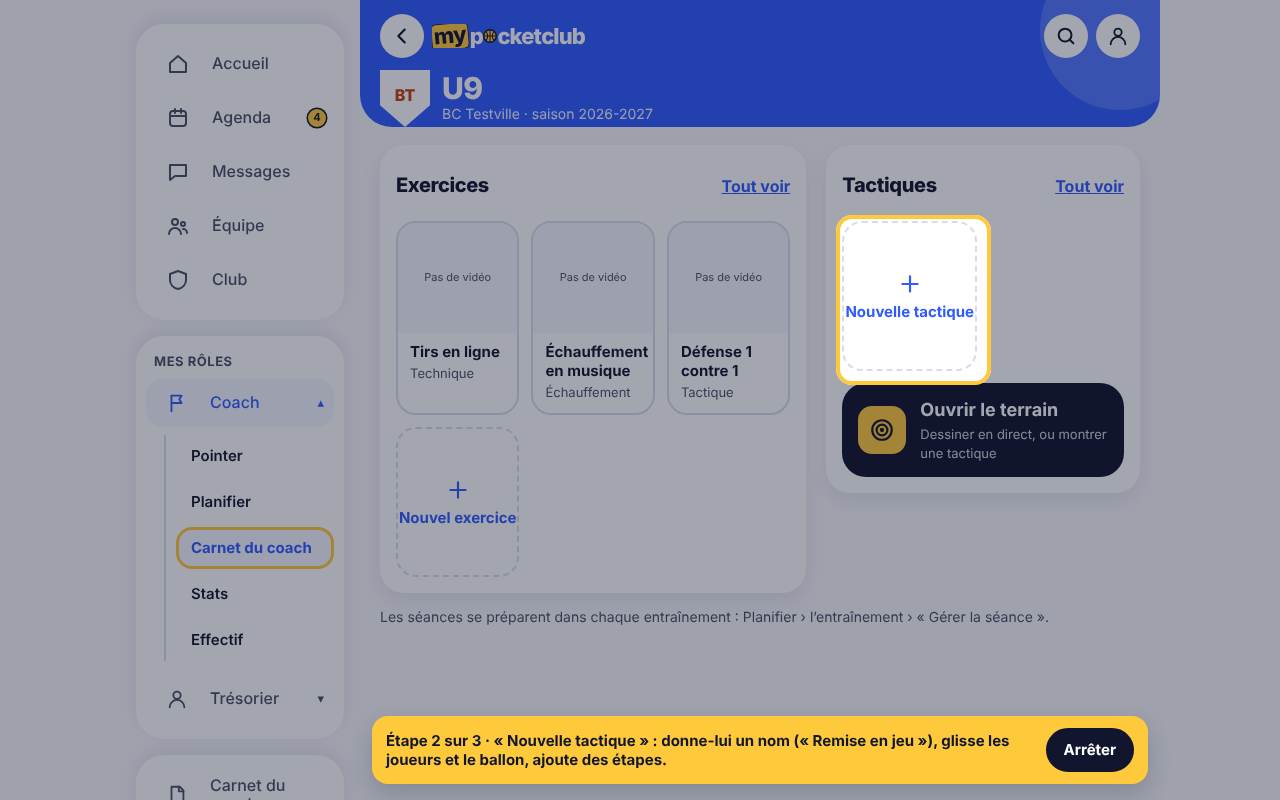 Accueil
Agenda
4
Messages
Équipe
Club
MES RÔLES
Coach
Pointer
Planifier
Carnet du coach
Stats
Effectif
Trésorier
Carnet du
mypocketclub
BT
U9
BC Testville · saison 2026-2027
Exercices
Tout voir
Pas de vidéo
Tirs en ligne
Technique
Pas de vidéo
Échauffement
en musique
Échauffement
Pas de vidéo
Défense 1
contre 1
Tactique
Nouvel exercice
Tactiques
Tout voir
Nouvelle tactique
Ouvrir le terrain
Dessiner en direct, ou montrer
une tactique
Les séances se préparent dans chaque entraînement : Planifier › l’entraînement › « Gérer la séance ».
Étape 2 sur 3 · « Nouvelle tactique » : donne-lui un nom (« Remise en jeu »), glisse les
joueurs et le ballon, ajoute des étapes.
Arrêter